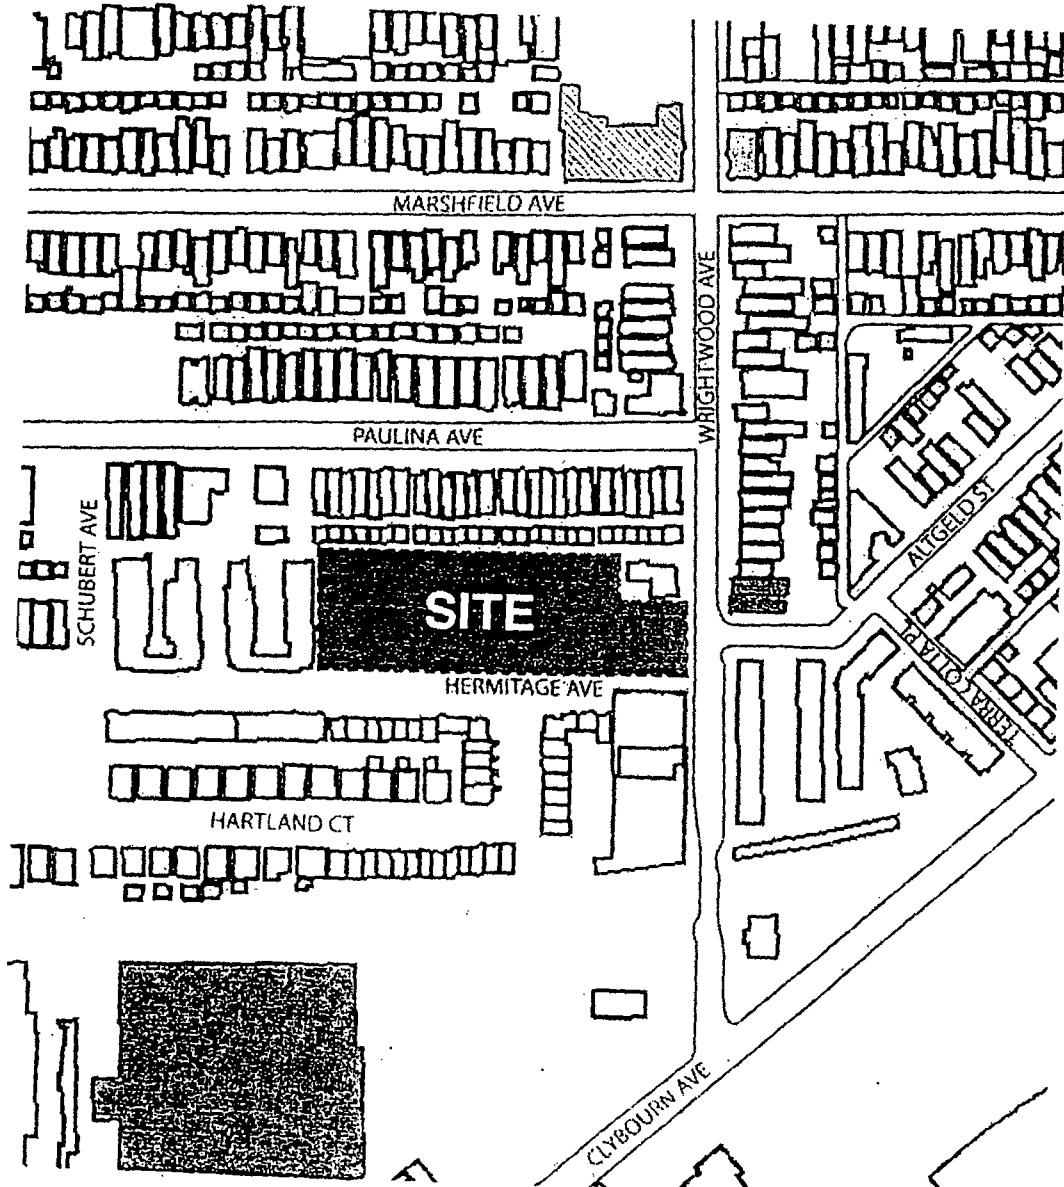 MARSHFIELD AVE
WRIGHTWOOD AVE
PAULINA AVE
SCHUBERT AVE
ALTGELD ST
SITE
TERRA COTTA PL
HERMITAGE AVE
HARTLAND CT
CLYBOURN AVE